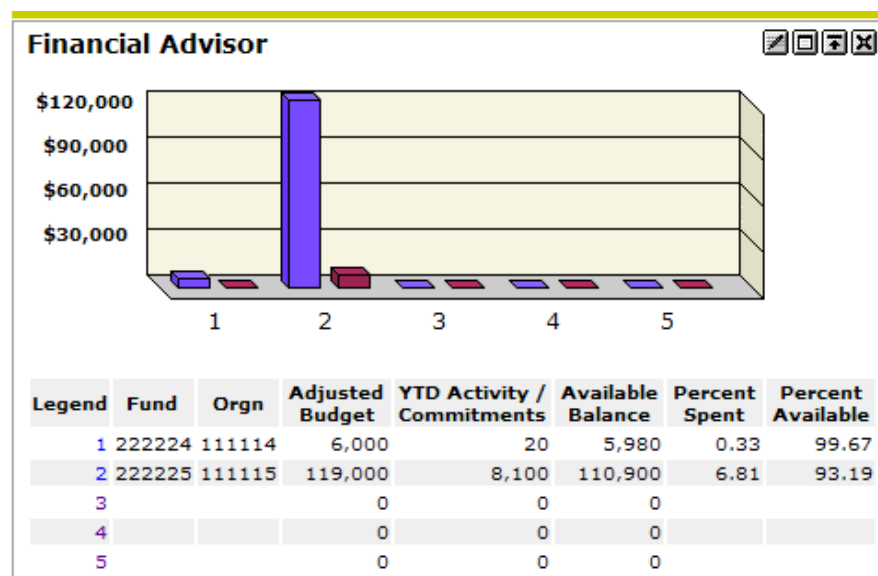 Financial Advisor
$120,000
$90,000
$60,000
$30,000
1 2 3 4 5
Legend Fund Orgn Adjusted Budget YTD Activity / Commitments Available Balance Percent Spent Percent Available
1 222224 111114 6,000 20 5,980 0.33 99.67
2 222225 111115 119,000 8,100 110,900 6.81 93.19
3 0 0 0
4 0 0 0
5 0 0 0